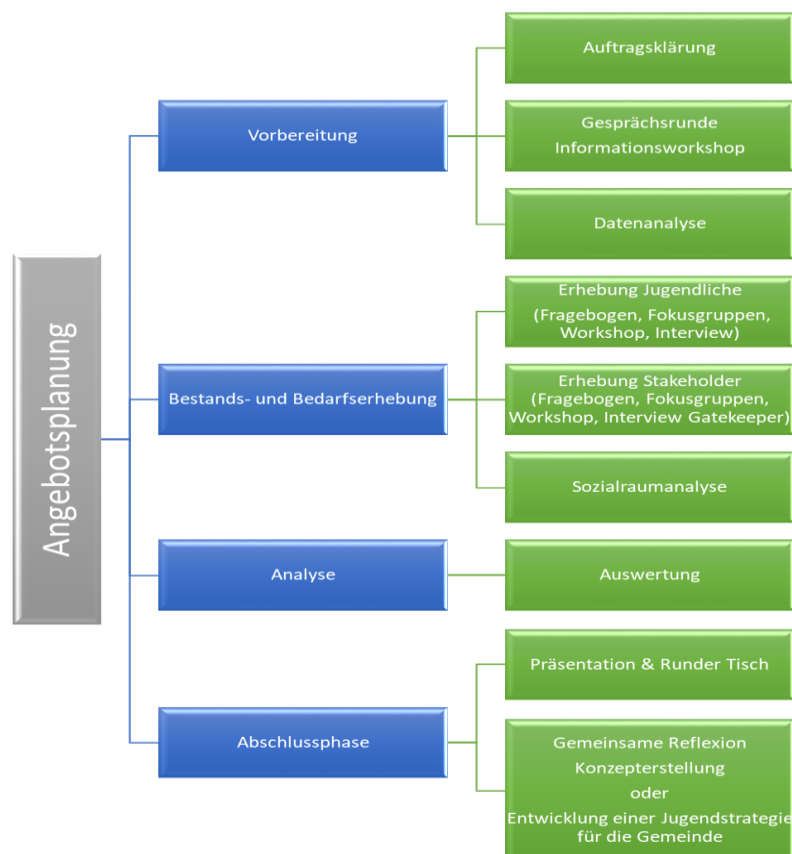 Angebotsplanung
Vorbereitung
Auftragsklärung
Gesprächsrunde
Informationsworkshop
Datenanalyse
Bestands- und Bedarfserhebung
Erhebung Jugendliche
(Fragebogen, Fokusgruppen,
Workshop, Interview)
Erhebung Stakeholder
(Fragebogen, Fokusgruppen,
Workshop, Interview Gatekeeper)
Sozialraumanalyse
Analyse
Auswertung
Abschlussphase
Präsentation & Runder Tisch
Gemeinsame Reflexion
Konzepterstellung
oder
Entwicklung einer Jugendstrategie
für die Gemeinde